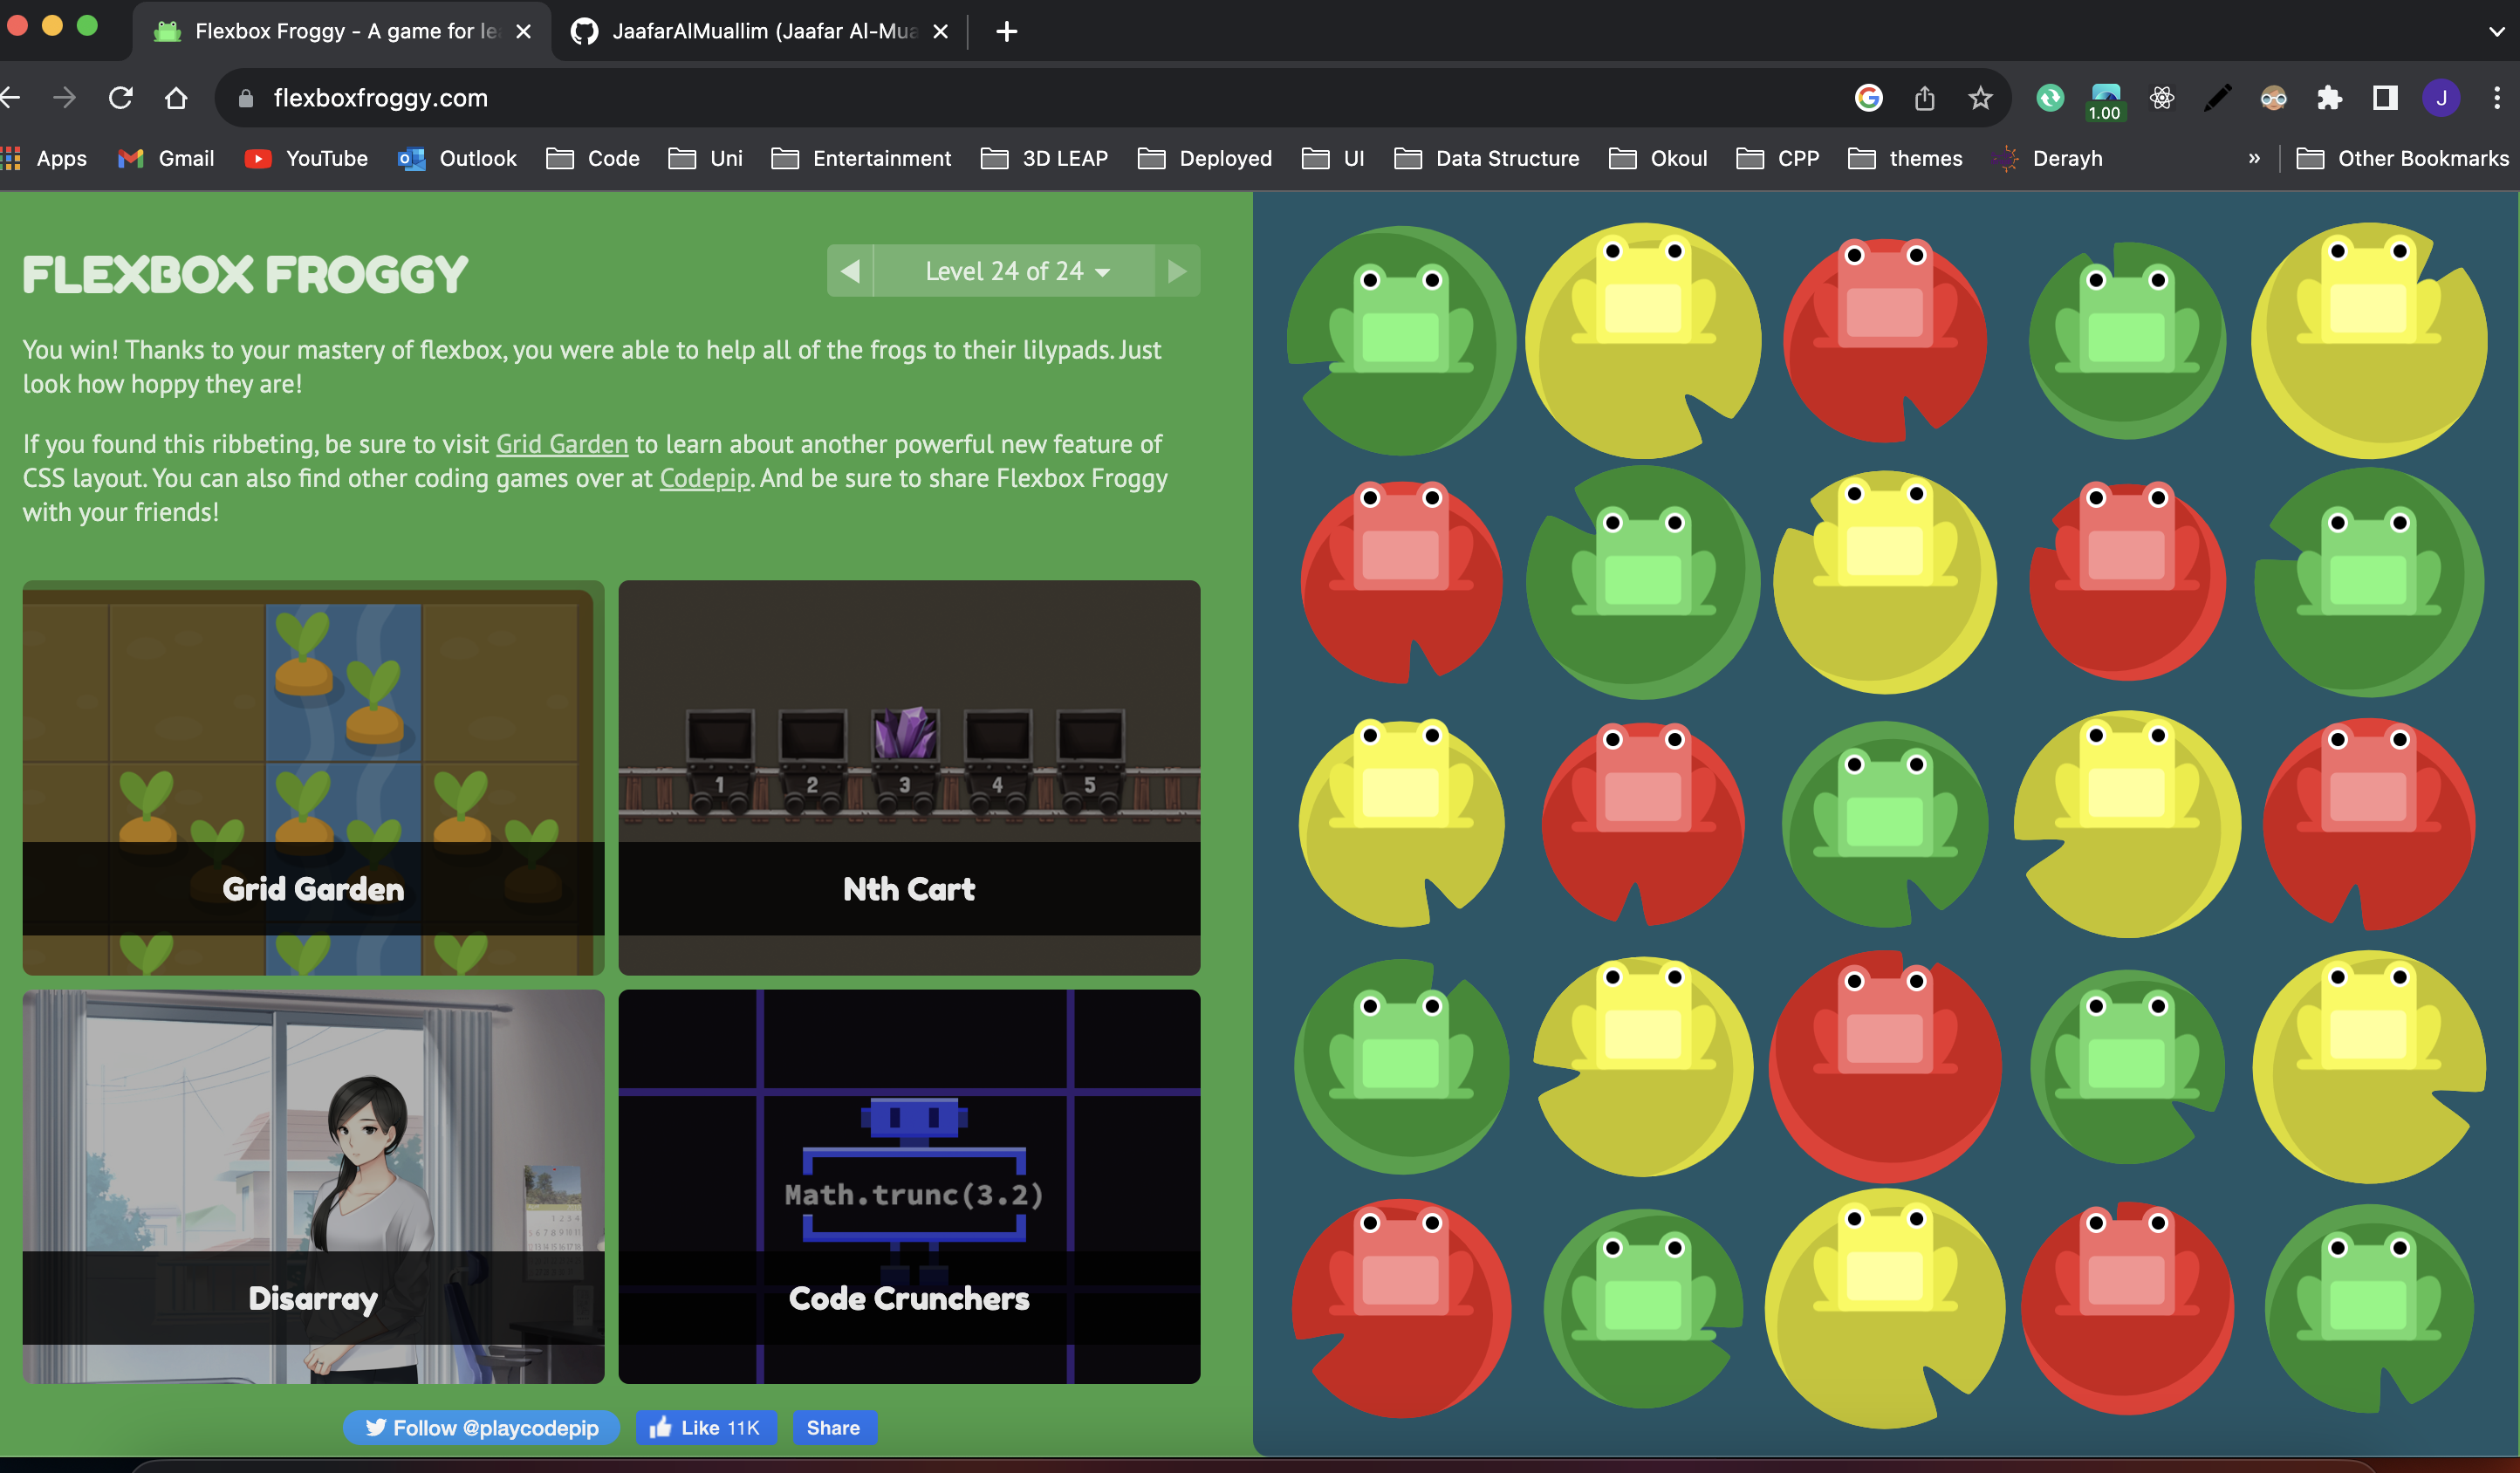 Flexbox Froggy - A game for le
JaafarAlMuallim (Jaafar Al-Mua
flexboxfroggy.com
1.00
J
Apps
Gmail
YouTube
Outlook
Code
Uni
Entertainment
3D LEAP
Deployed
UI
Data Structure
Okoul
CPP
themes
Derayh
»
Other Bookmarks
FLEXBOX FROGGY
Level 24 of 24
You win! Thanks to your mastery of flexbox, you were able to help all of the frogs to their lilypads. Just
look how hoppy they are!
If you found this ribbeting, be sure to visit Grid Garden to learn about another powerful new feature of
CSS layout. You can also find other coding games over at Codepip. And be sure to share Flexbox Froggy
with your friends!
1 2 3 4 5
Grid Garden
Nth Cart
Math.trunc(3.2)
Disarray
Code Crunchers
Follow @playcodepip
Like 11K
Share